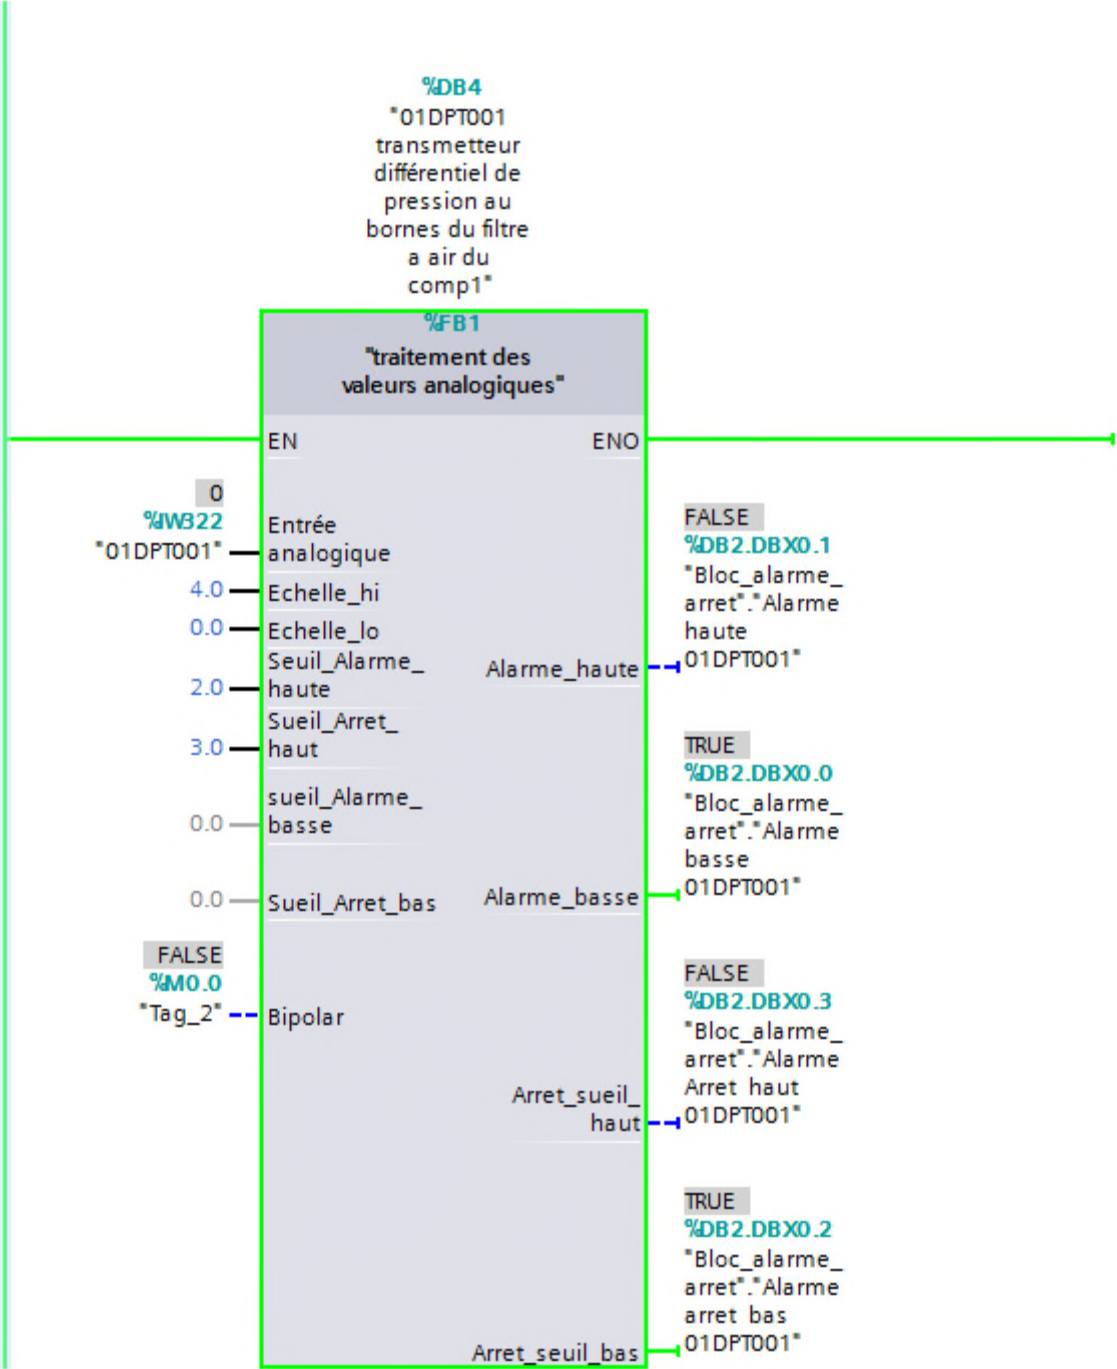 %DB4
"01DPT001
transmetteur
différentiel de
pression au
bornes du filtre
a air du
comp1"
%FB1
"traitement des
valeurs analogiques"
EN
ENO
0
%IW322
"01DPT001"
Entrée
analogique
4.0
Echelle_hi
0.0
Echelle_lo
2.0
Seuil_Alarme_
haute
3.0
Sueil_Arret_
haut
0.0
sueil_Alarme_
basse
0.0
Sueil_Arret_bas
FALSE
%M0.0
"Tag_2"
Bipolar
Alarme_haute
FALSE
%DB2.DBX0.1
"Bloc_alarme_
arret"."Alarme
haute
01DPT001"
Alarme_basse
TRUE
%DB2.DBX0.0
"Bloc_alarme_
arret"."Alarme
basse
01DPT001"
Arret_sueil_
haut
FALSE
%DB2.DBX0.3
"Bloc_alarme_
arret"."Alarme
Arret haut
01DPT001"
Arret_seuil_bas
TRUE
%DB2.DBX0.2
"Bloc_alarme_
arret"."Alarme
arret bas
01DPT001"